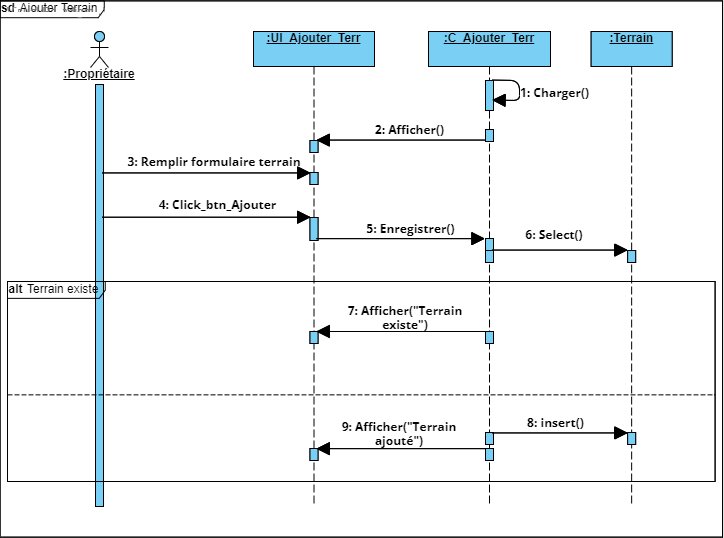 sd Ajouter Terrain
:Propriétaire
:UI_Ajouter_Terr
:C_Ajouter_Terr
:Terrain
1: Charger()
2: Afficher()
3: Remplir formulaire terrain
4: Click_btn_Ajouter
5: Enregistrer()
6: Select()
alt Terrain existe
7: Afficher("Terrain
existe")
8: insert()
9: Afficher("Terrain
ajouté")